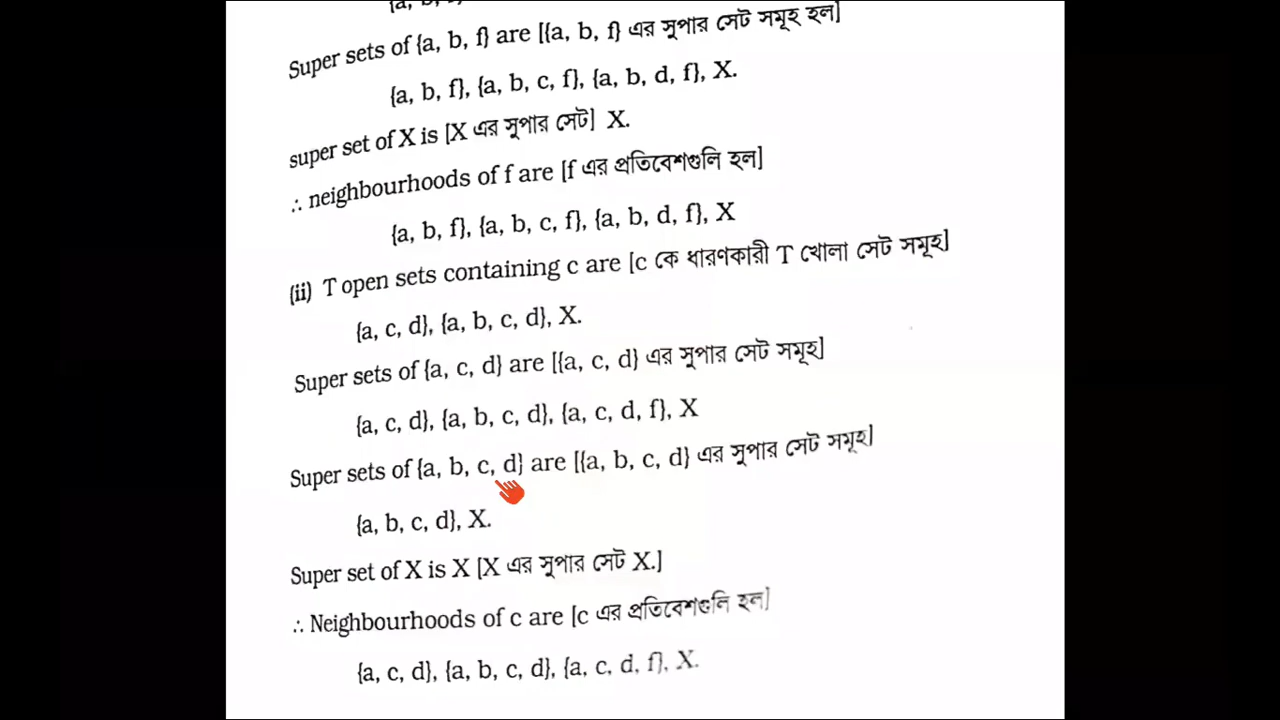 {a, b,
Super sets of {a, b, f} are [{a, b, f} এর সুপার সেট সমূহ হল]
{a, b, f}, {a, b, c, f}, {a, b, d, f}, X.
super set of X is [X এর সুপার সেট] X.
∴ neighbourhoods of f are [f এর প্রতিবেশগুলি হল]
{a, b, f}, {a, b, c, f}, {a, b, d, f}, X
(ii) T open sets containing c are [c কে ধারণকারী T খোলা সেট সমূহ]
{a, c, d}, {a, b, c, d}, X.
Super sets of {a, c, d} are [{a, c, d} এর সুপার সেট সমূহ]
{a, c, d}, {a, b, c, d}, {a, c, d, f}, X
Super sets of {a, b, c, d} are [{a, b, c, d} এর সুপার সেট সমূহ]
{a, b, c, d}, X.
Super set of X is X [X এর সুপার সেট X.]
∴ Neighbourhoods of c are [c এর প্রতিবেশগুলি হল]
{a, c, d}, {a, b, c, d}, {a, c, d, f}, X.